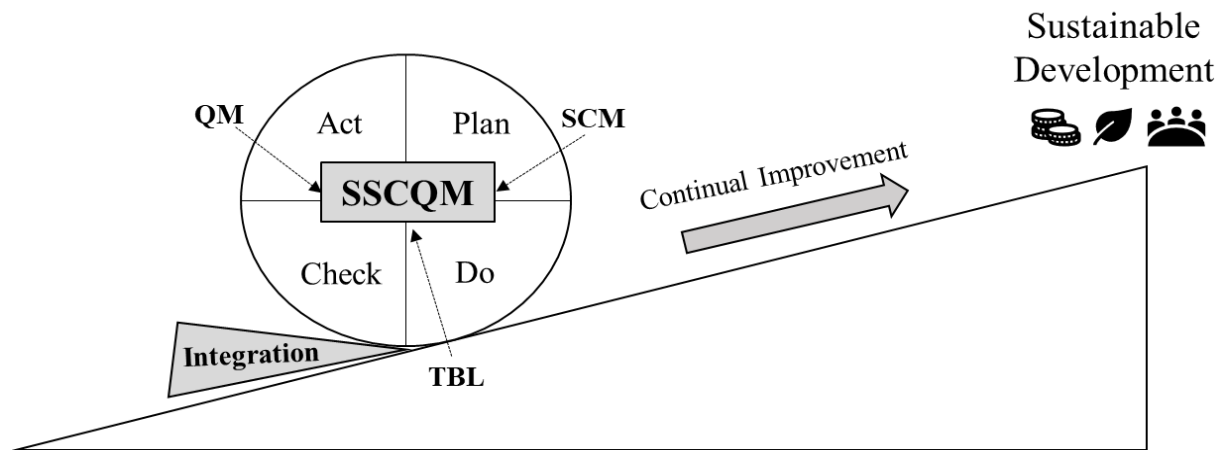 Sustainable
Development
QM
Act
Plan
SCM
SSCQM
Continual Improvement
Check
Do
Integration
TBL